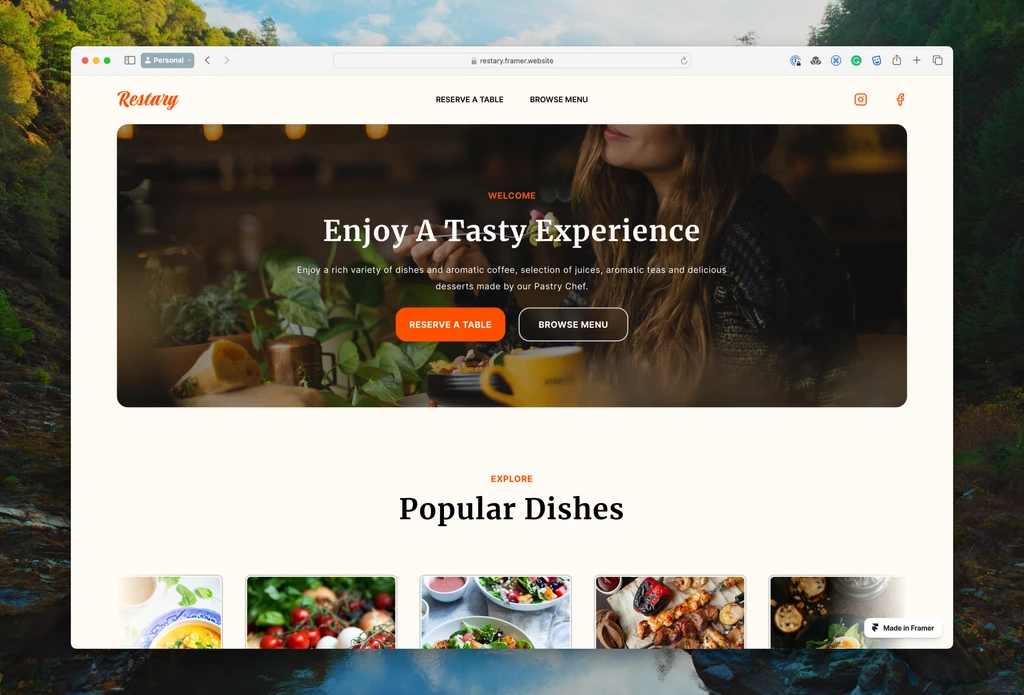 Personal
restary.framer.website
Restary
RESERVE A TABLE
BROWSE MENU
WELCOME
Enjoy A Tasty Experience
Enjoy a rich variety of dishes and aromatic coffee, selection of juices, aromatic teas and delicious
desserts made by our Pastry Chef.
RESERVE A TABLE
BROWSE MENU
EXPLORE
Popular Dishes
Made in Framer